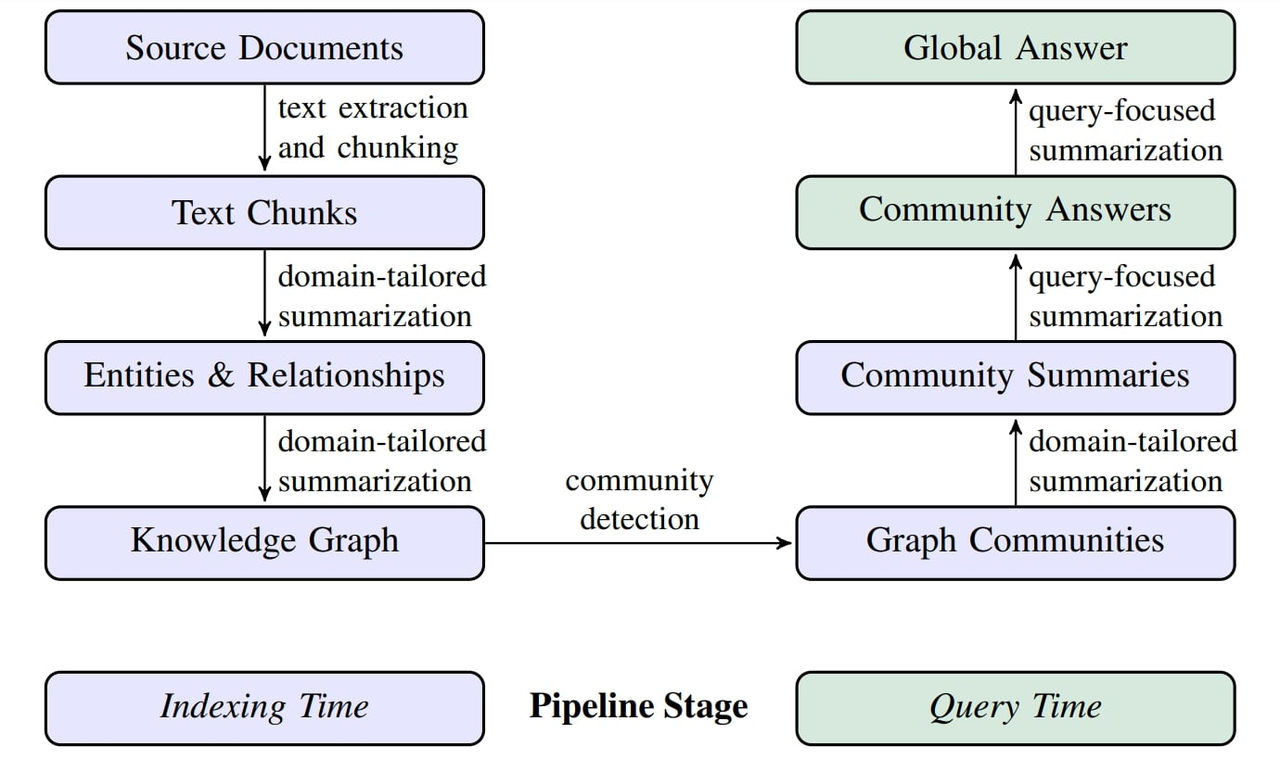 Source Documents
text extraction
and chunking
Text Chunks
domain-tailored
summarization
Entities & Relationships
domain-tailored
summarization
Knowledge Graph
community
detection
Graph Communities
domain-tailored
summarization
Community Summaries
query-focused
summarization
Community Answers
query-focused
summarization
Global Answer
Indexing Time
Pipeline Stage
Query Time